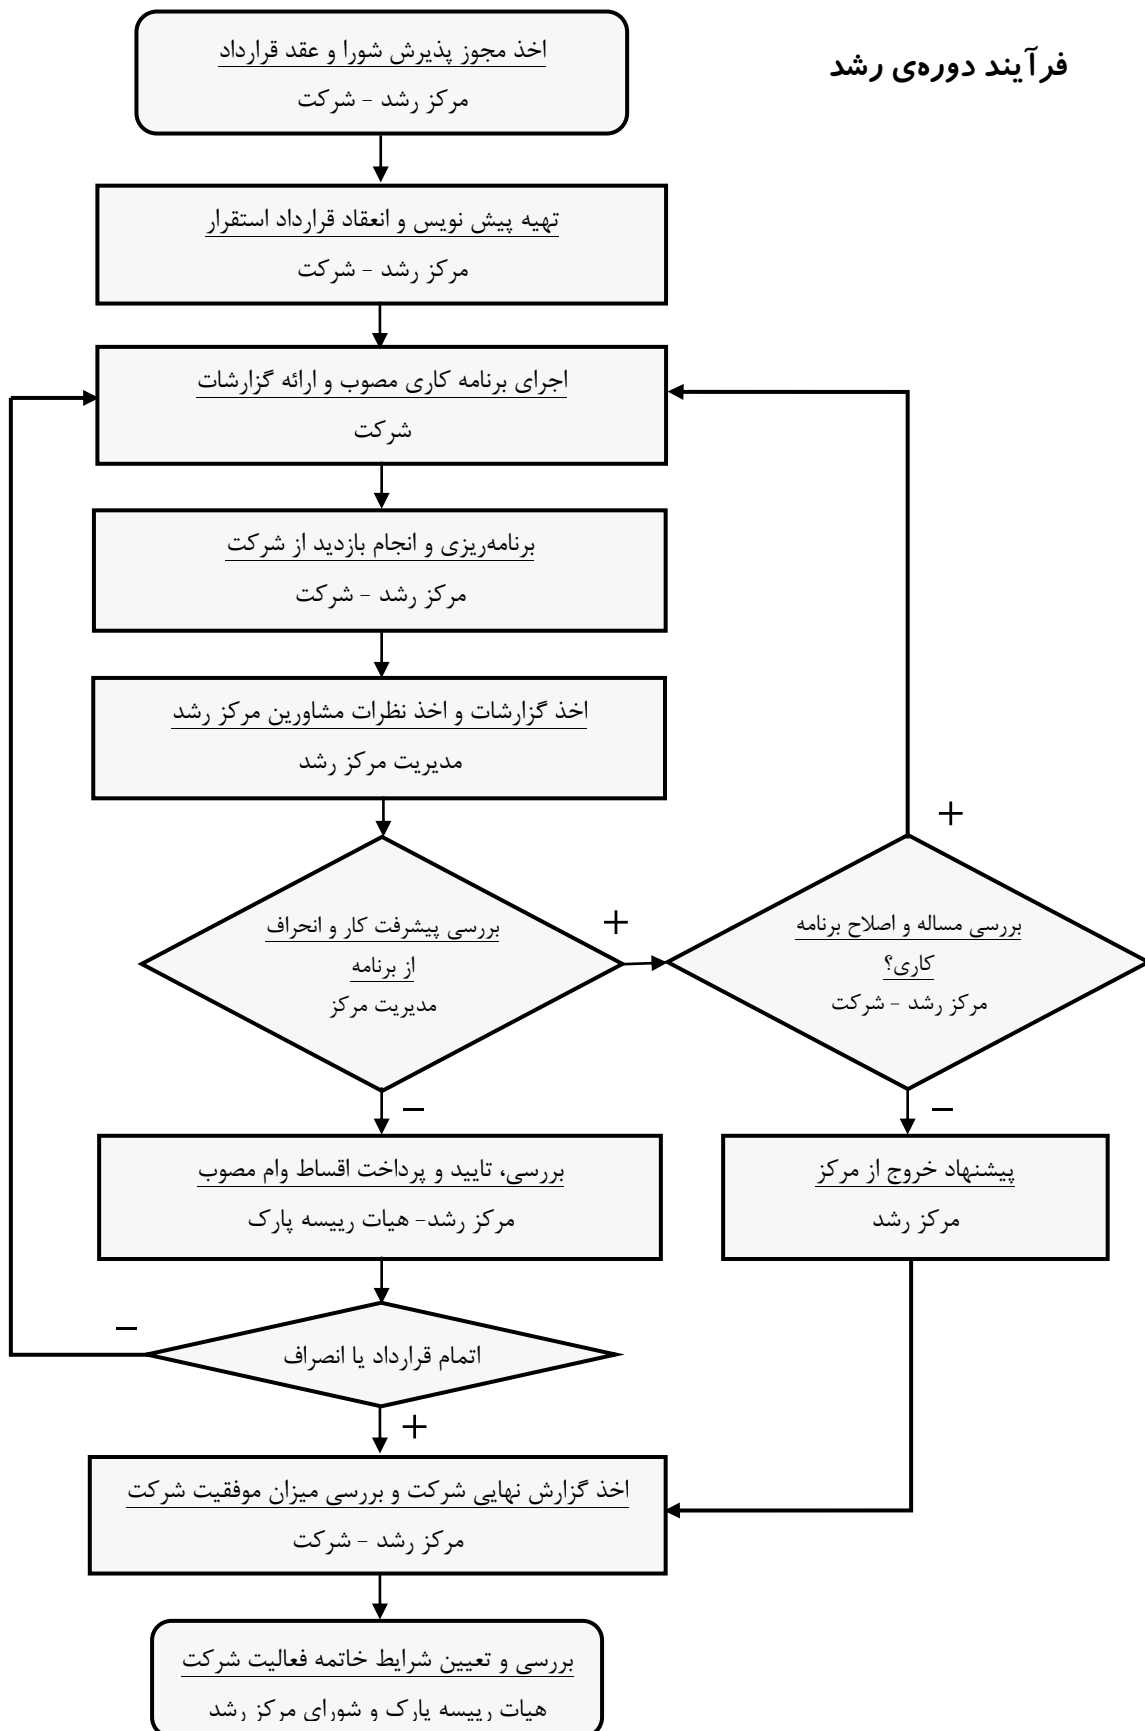 فرآیند دوره‌ی رشد
اخذ مجوز پذیرش شورا و عقد قرارداد
مرکز رشد - شرکت
تهیه پیش نویس و انعقاد قرارداد استقرار
مرکز رشد - شرکت
اجرای برنامه کاری مصوب و ارائه گزارشات
شرکت
برنامه‌ریزی و انجام بازدید از شرکت
مرکز رشد - شرکت
اخذ گزارشات و اخذ نظرات مشاورین مرکز رشد
مدیریت مرکز رشد
+
بررسی پیشرفت کار و انحراف
از برنامه
مدیریت مرکز
+
بررسی مساله و اصلاح برنامه
کاری؟
مرکز رشد - شرکت
–
–
بررسی، تایید و پرداخت اقساط وام مصوب
مرکز رشد- هیات رییسه پارک
پیشنهاد خروج از مرکز
مرکز رشد
–
اتمام قرارداد یا انصراف
+
اخذ گزارش نهایی شرکت و بررسی میزان موفقیت شرکت
مرکز رشد - شرکت
بررسی و تعیین شرایط خاتمه فعالیت شرکت
هیات رییسه پارک و شورای مرکز رشد